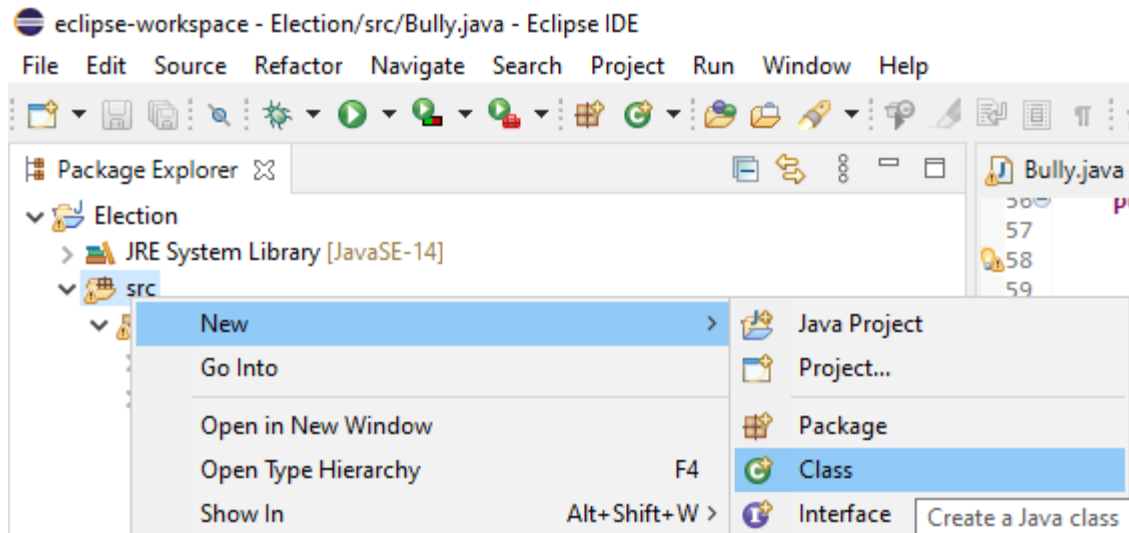 eclipse-workspace - Election/src/Bully.java - Eclipse IDE
File Edit Source Refactor Navigate Search Project Run Window Help
Package Explorer
Bully.java
Election
57
JRE System Library [JavaSE-14]
58
src
59
New
Java Project
Go Into
Project...
Open in New Window
Package
Open Type Hierarchy F4
Class
Show In Alt+Shift+W >
Interface
Create a Java class